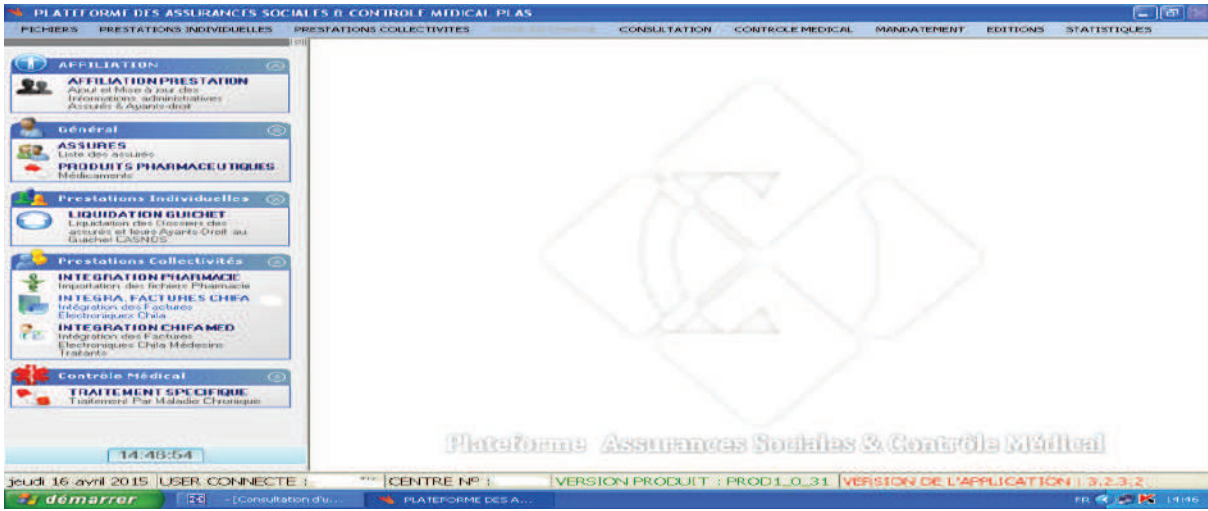 PLATEFORME DES ASSURANCES SOCIALES & CONTROLE MEDICAL PLAS
FICHIERS PRESTATIONS INDIVIDUELLES PRESTATIONS COLLECTIVITES CONSULTATION CONTROLE MEDICAL MANDATEMENT EDITIONS STATISTIQUES
AFFILIATION
AFFILIATION PRESTATION
Ajout et Mise à jour des
Informations administratives
Assurés & Ayants-droit
Général
ASSURES
Liste des assurés
PRODUITS PHARMACEUTIQUES
Médicaments
Prestations Individuelles
LIQUIDATION GUICHET
Liquidation des Dossiers des
assurés et leurs Ayants Droit au
Guichet CASNOS
Prestations Collectivités
INTEGRATION PHARMACIE
Importation des fichiers Pharmacie
INTEGRA. FACTURES CHIFA
Intégration des Factures
Electroniques Chifa
INTEGRATION CHIFAMED
Intégration des Factures
Electroniques Chifa Médecins
Traitants
Contrôle Médical
TRAITEMENT SPECIFIQUE
Traitement Par Maladie Chronique
14:48:54
Plateforme Assurances Sociales & Contrôle Médical
jeudi 16 avril 2015 USER CONNECTE : CENTRE N° : VERSION PRODUIT : PROD1_0_31 VERSION DE L'APPLICATION : 3.2.3.2
démarrer - [Consultation d'u... PLATEFORME DES A... FR 14:46